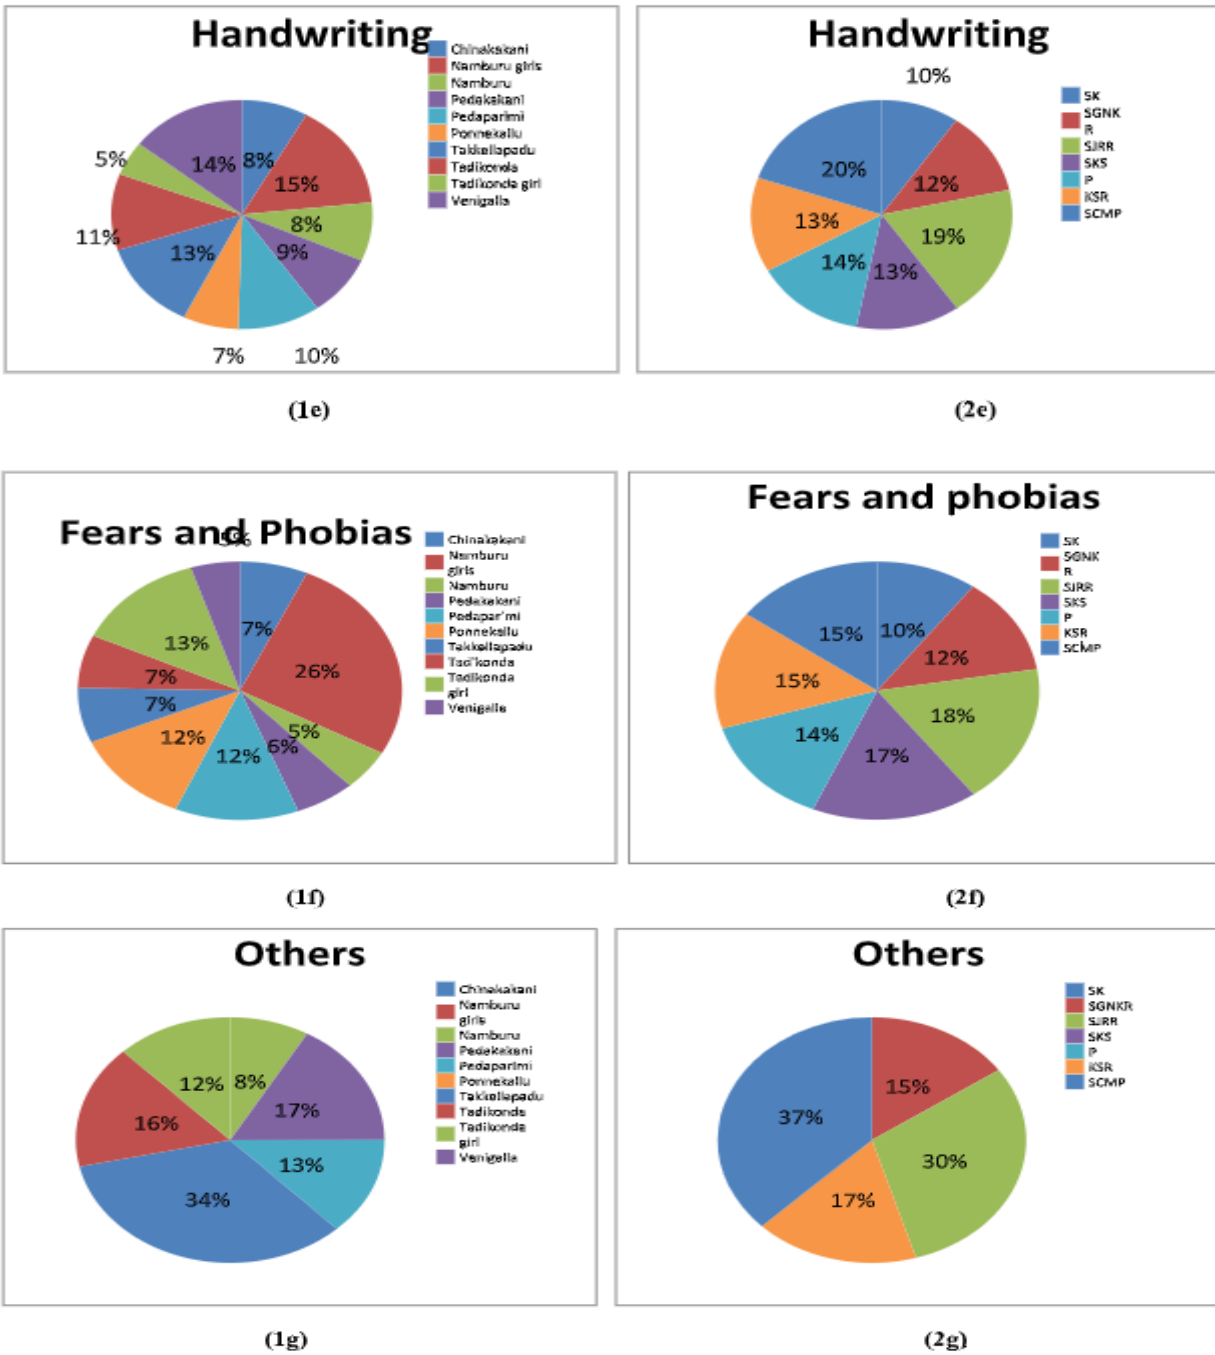 Handwriting
Chinakakani
Namburu girls
Namburu
Pedakakani
Pedaparimi
Ponnekallu
Takkellapadu
Tadikonda
Tadikonda girl
Venigalla
8%
15%
8%
9%
10%
7%
13%
11%
5%
14%
(1e)
Handwriting
SK
SGNK
R
SJRR
SKS
P
KSR
SCMP
10%
12%
19%
13%
14%
13%
20%
(2e)
Fears and Phobias
Chinakakani
Namburu
girls
Namburu
Pedakakani
Pedaparimi
Ponnekallu
Takkellapadu
Tadikonda
Tadikonda
girl
Venigalla
7%
26%
5%
6%
12%
12%
7%
7%
13%
5%
(1f)
Fears and phobias
SK
SGNK
R
SJRR
SKS
P
KSR
SCMP
10%
12%
18%
17%
14%
15%
15%
(2f)
Others
Chinakakani
Namburu
girls
Namburu
Pedakakani
Pedaparimi
Ponnekallu
Takkellapadu
Tadikonda
Tadikonda
girl
Venigalla
8%
17%
13%
34%
16%
12%
(1g)
Others
SK
SGNKR
SJRR
SKS
P
KSR
SCMP
15%
30%
17%
37%
(2g)